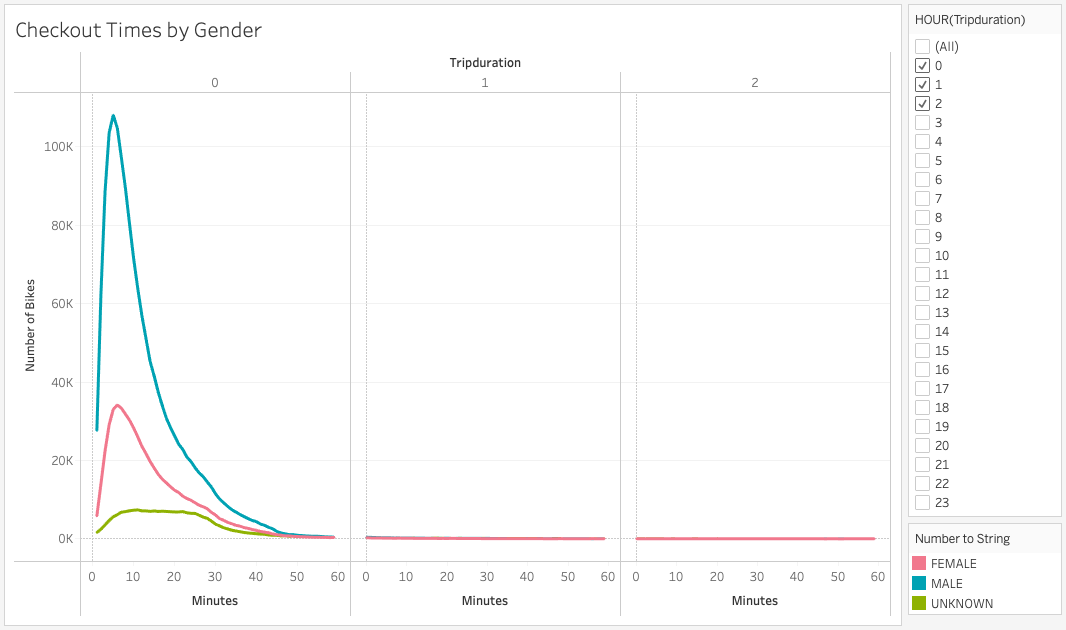 Checkout Times by Gender
Tripduration
0 1 2
100K
80K
60K
40K
20K
0K
Number of Bikes
0 10 20 30 40 50 60 0 10 20 30 40 50 60 0 10 20 30 40 50 60
Minutes Minutes Minutes
HOUR(Tripduration)
(All)
0
1
2
3
4
5
6
7
8
9
10
11
12
13
14
15
16
17
18
19
20
21
22
23
Number to String
FEMALE
MALE
UNKNOWN